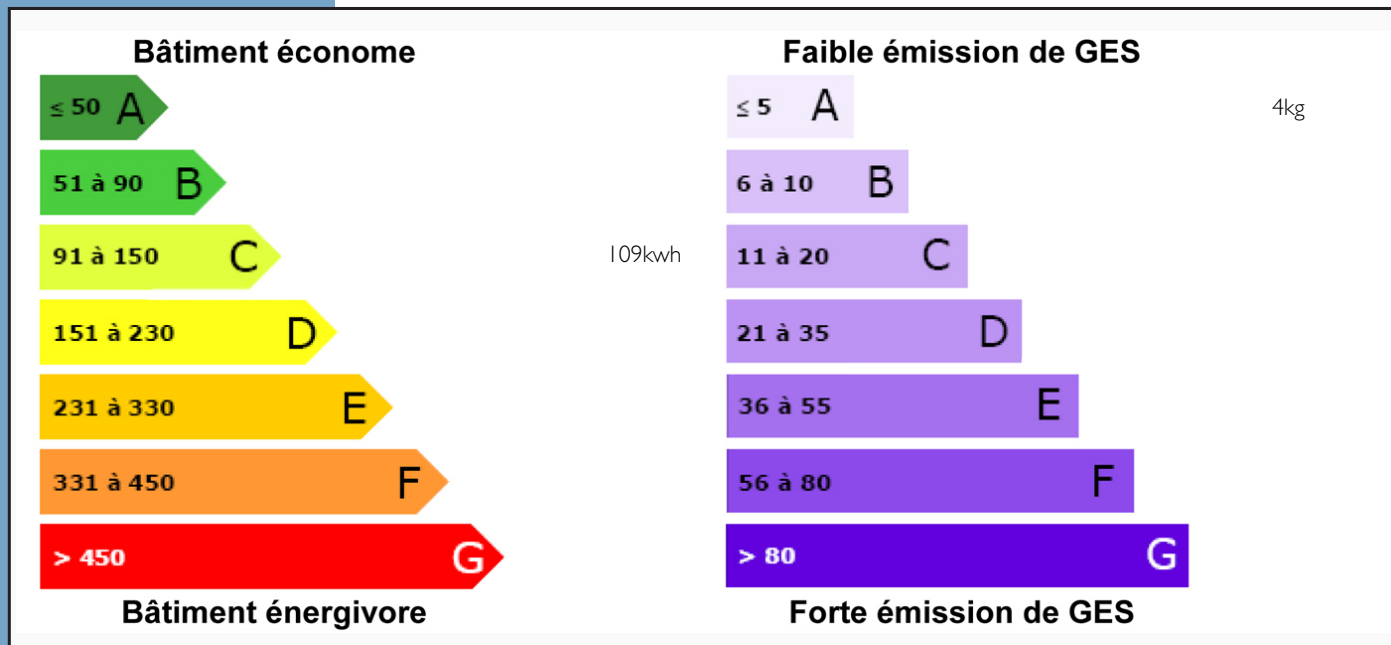 Bâtiment économe
≤ 50 A
51 à 90 B
91 à 150 C
109kwh
151 à 230 D
231 à 330 E
331 à 450 F
> 450 G
Bâtiment énergivore
Faible émission de GES
≤ 5 A
4kg
6 à 10 B
11 à 20 C
21 à 35 D
36 à 55 E
56 à 80 F
> 80 G
Forte émission de GES